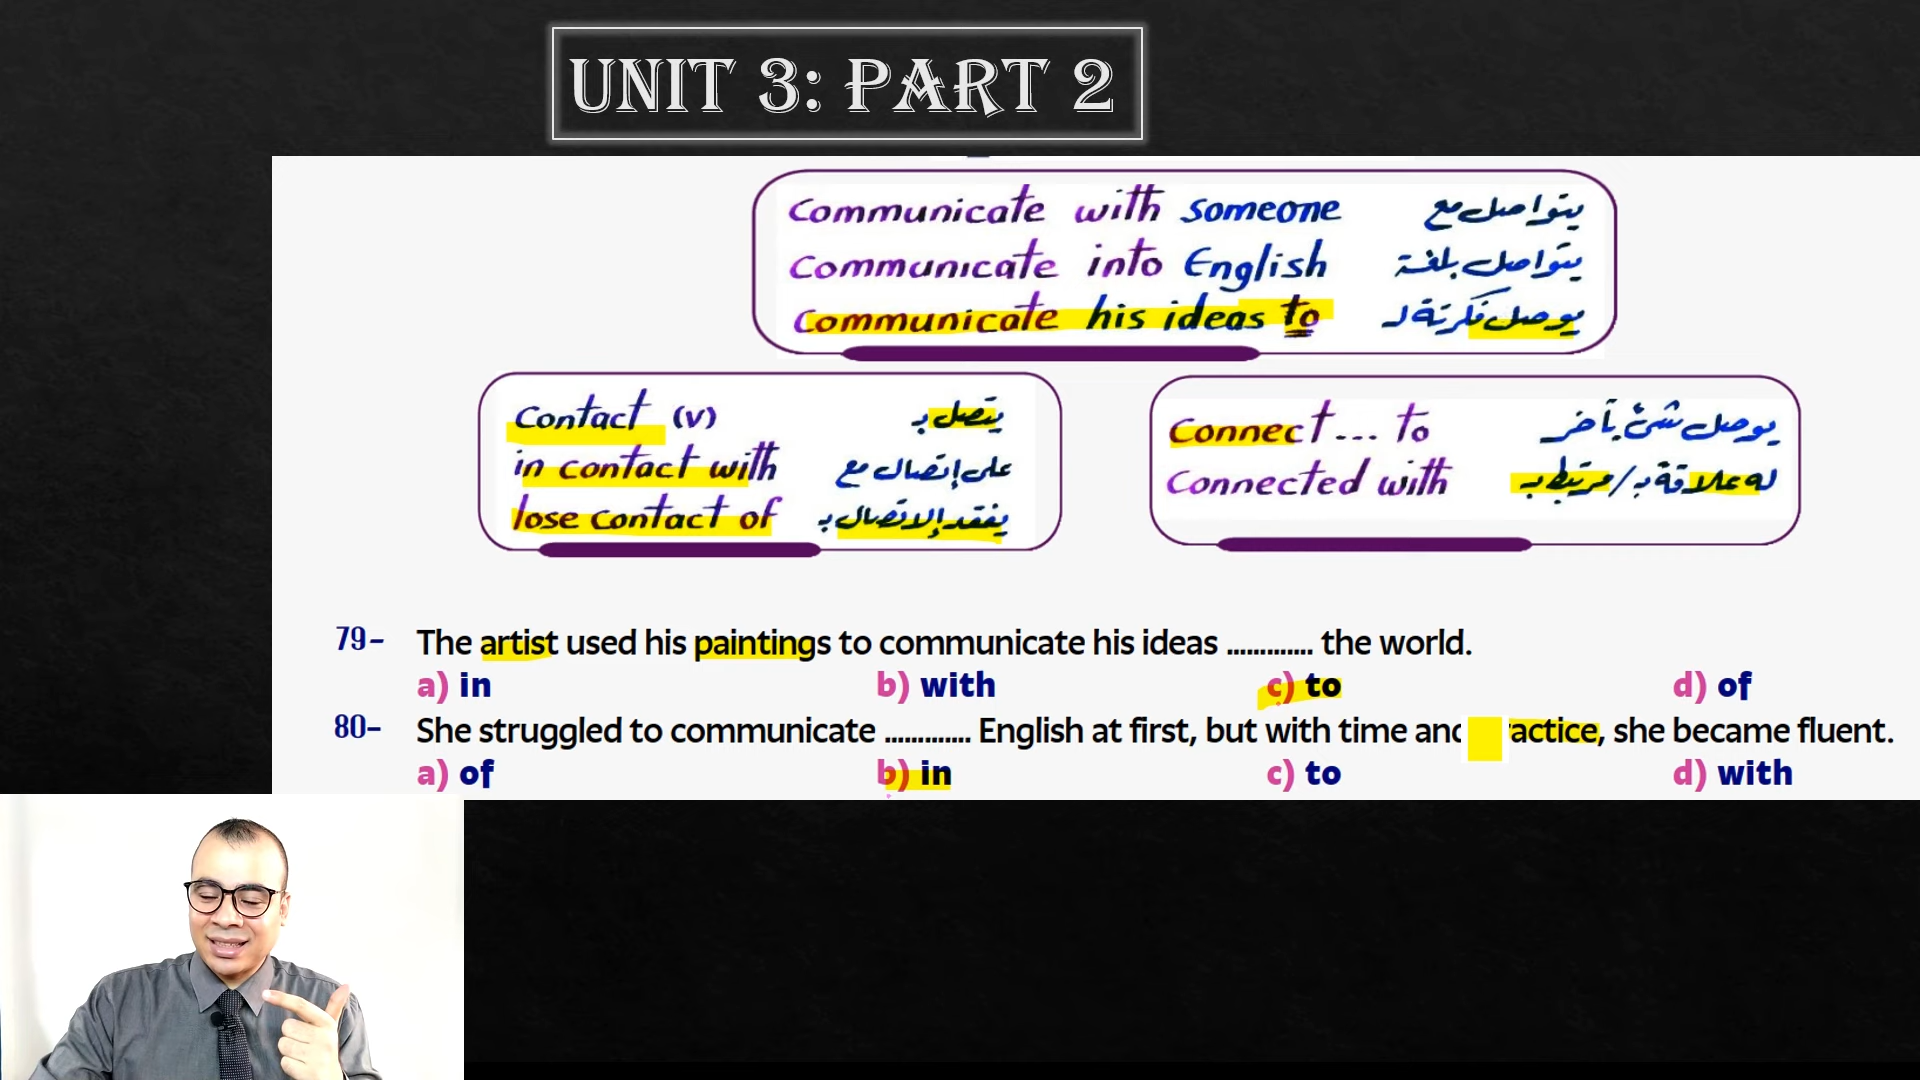 UNIT 3: PART 2
Communicate with someone يتواصل مع
Communicate into English يتواصل بلغة
Communicate his ideas to يوصل فكرته لـ
Contact (v) يتصل بـ
in contact with على إتصال مع
lose contact of يفقد الاتصال بـ
Connect... to يوصل شئ بآخر
Connected with له علاقة بـ/مرتبط بـ
79- The artist used his paintings to communicate his ideas ............. the world.
a) in b) with c) to d) of
80- She struggled to communicate ............. English at first, but with time and ractice, she became fluent.
a) of b) in c) to d) with